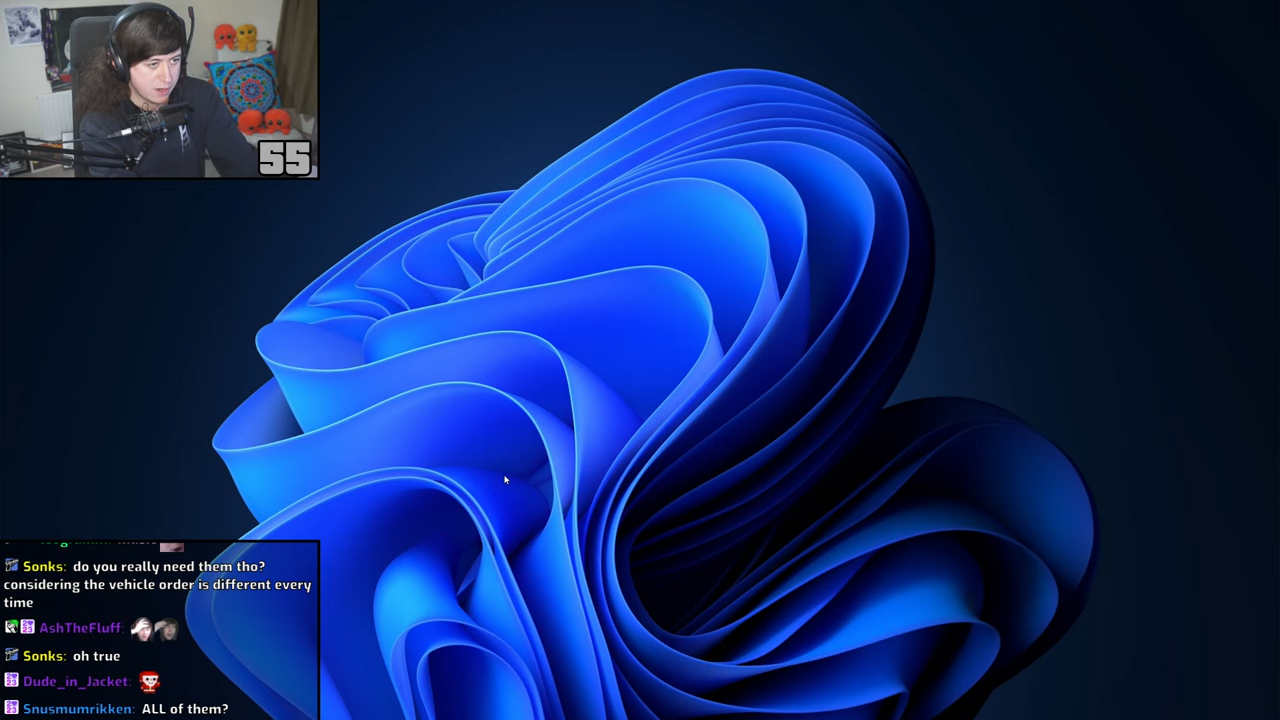 55
Sonks: do you really need them tho?
considering the vehicle order is different every
time
AshTheFluff:
Sonks: oh true
Dude_in_Jacket:
Snusmumrikken: ALL of them?